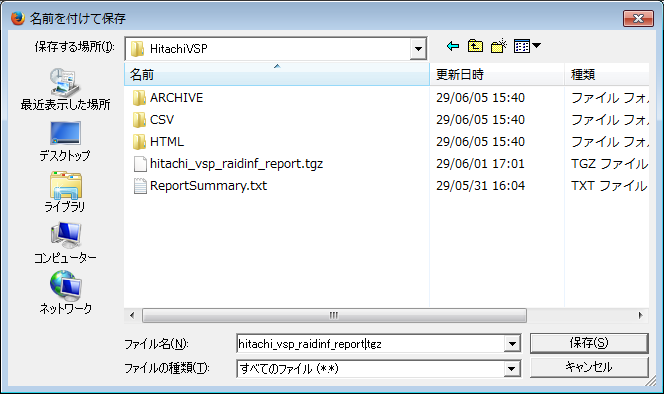 名前を付けて保存
保存する場所(I):
HitachiVSP
名前 更新日時 種類
ARCHIVE 29/06/05 15:40 ファイル フォ
CSV 29/06/05 15:40 ファイル フォ
HTML 29/06/05 15:40 ファイル フォ
hitachi_vsp_raidinf_report.tgz 29/06/01 17:01 TGZ ファイル
ReportSummary.txt 29/05/31 16:04 TXT ファイル
最近表示した場所
デスクトップ
ライブラリ
コンピューター
ネットワーク
ファイル名(N): hitachi_vsp_raidinf_report.tgz 保存(S)
ファイルの種類(T): すべてのファイル (*.*) キャンセル